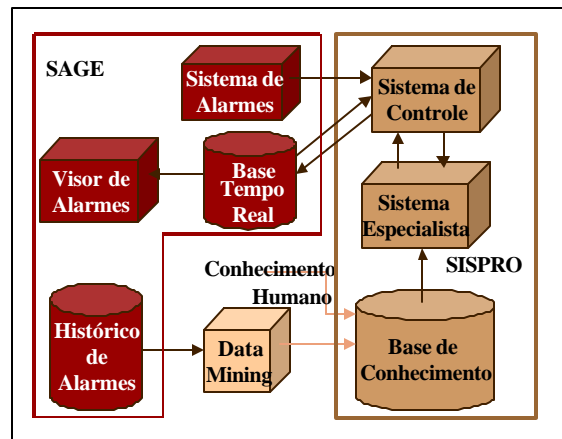 SAGE
Sistema de
Alarmes
Sistema de
Controle
Visor de
Alarmes
Base
Tempo
Real
Sistema
Especialista
SISPRO
Conhecimento
Humano
Histórico
de
Alarmes
Data
Mining
Base de
Conhecimento